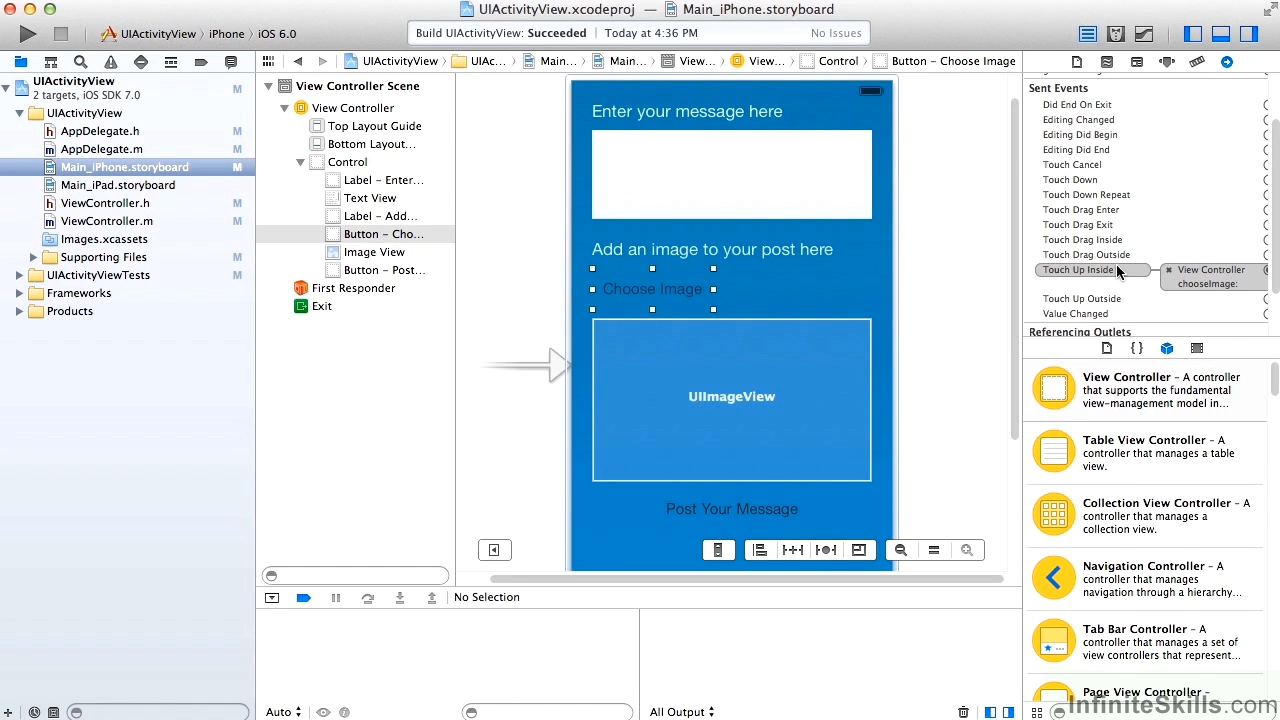 UIActivityView.xcodeproj — Main_iPhone.storyboard
UIActivityView iPhone iOS 6.0
Build UIActivityView: Succeeded Today at 4:36 PM No Issues
UIActivityView UIAc... Main... Main... View... View... Control Button - Choose Image
UIActivityView M
2 targets, iOS SDK 7.0
UIActivityView
AppDelegate.h M
AppDelegate.m M
Main_iPhone.storyboard M
Main_iPad.storyboard
ViewController.h M
ViewController.m M
Images.xcassets
Supporting Files
UIActivityViewTests
Frameworks
Products
View Controller Scene
View Controller
Top Layout Guide
Bottom Layout...
Control
Label - Enter...
Text View
Label - Add...
Button - Cho...
Image View
Button - Post...
First Responder
Exit
Enter your message here
Add an image to your post here
Choose Image
UIImageView
Post Your Message
Sent Events
Did End On Exit
Editing Changed
Editing Did Begin
Editing Did End
Touch Cancel
Touch Down
Touch Down Repeat
Touch Drag Enter
Touch Drag Exit
Touch Drag Inside
Touch Drag Outside
Touch Up Inside View Controller
chooseImage:
Touch Up Outside
Value Changed
Referencing Outlets
{ }
View Controller - A controller
that supports the fundamental
view-management model in...
Table View Controller - A
controller that manages a table
view.
Collection View Controller - A
controller that manages a
collection view.
Navigation Controller - A
controller that manages
navigation through a hierarchy...
Tab Bar Controller - A
controller that manages a set of
view controllers that represent...
Page View Controller -
No Selection
Auto
All Output
InfiniteSkills.com